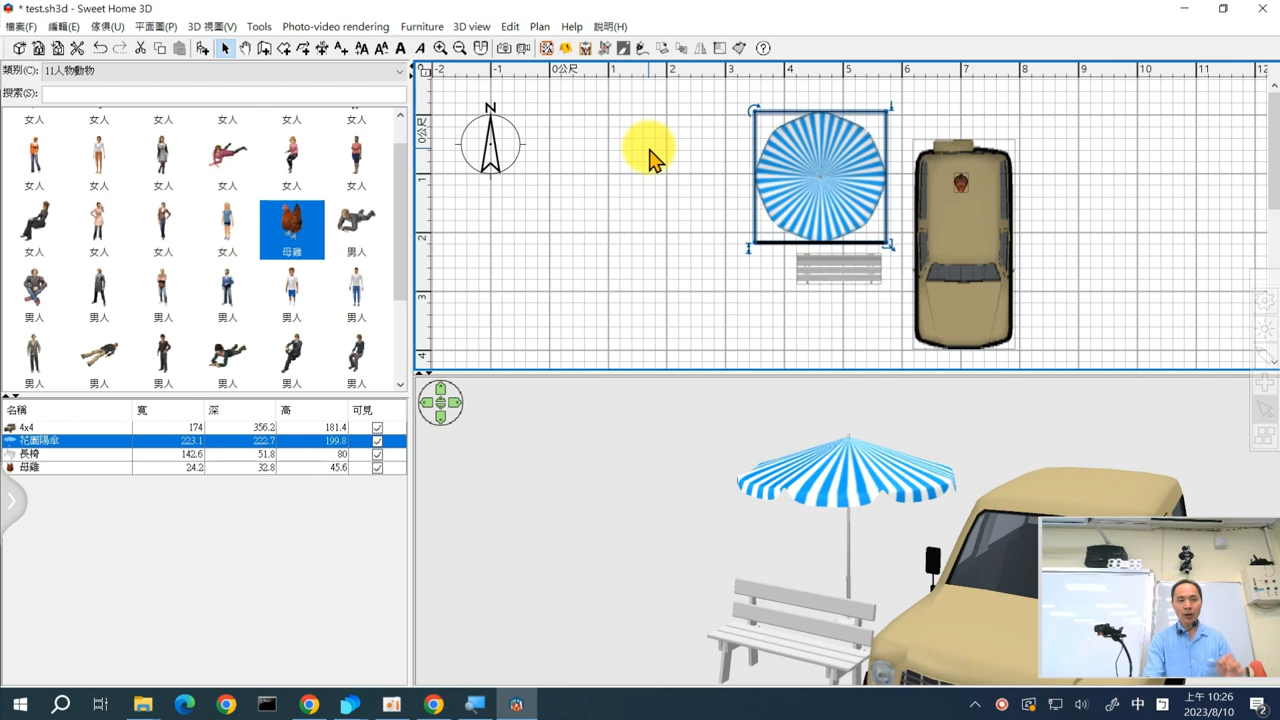 * test.sh3d - Sweet Home 3D
檔案(F) 編輯(E) 傢俱(U) 平面圖(P) 3D 視圖(V) Tools Photo-video rendering Furniture 3D views Edit Plan Help 說明(H)
類別(C): 11人物動物
搜索(S):
女人 女人 女人 女人 女人 女人
女人 女人 女人 女人 女人 女人
女人 女人 女人 女人 母雞 男人
男人 男人 男人 男人 男人 男人
男人 男人 男人 男人 男人 男人
名稱 寬 深 高 可見
4x4 174 356.2 181.4
花園陽傘 223.1 222.7 199.8
長椅 142.6 51.8 80
母雞 24.2 32.8 45.6
-2 -1 0公尺 1 2 3 4 5 6 7 8 9 10 11 12
0公尺
1
2
3
4
N
中
上午 10:26
2023/8/10
2